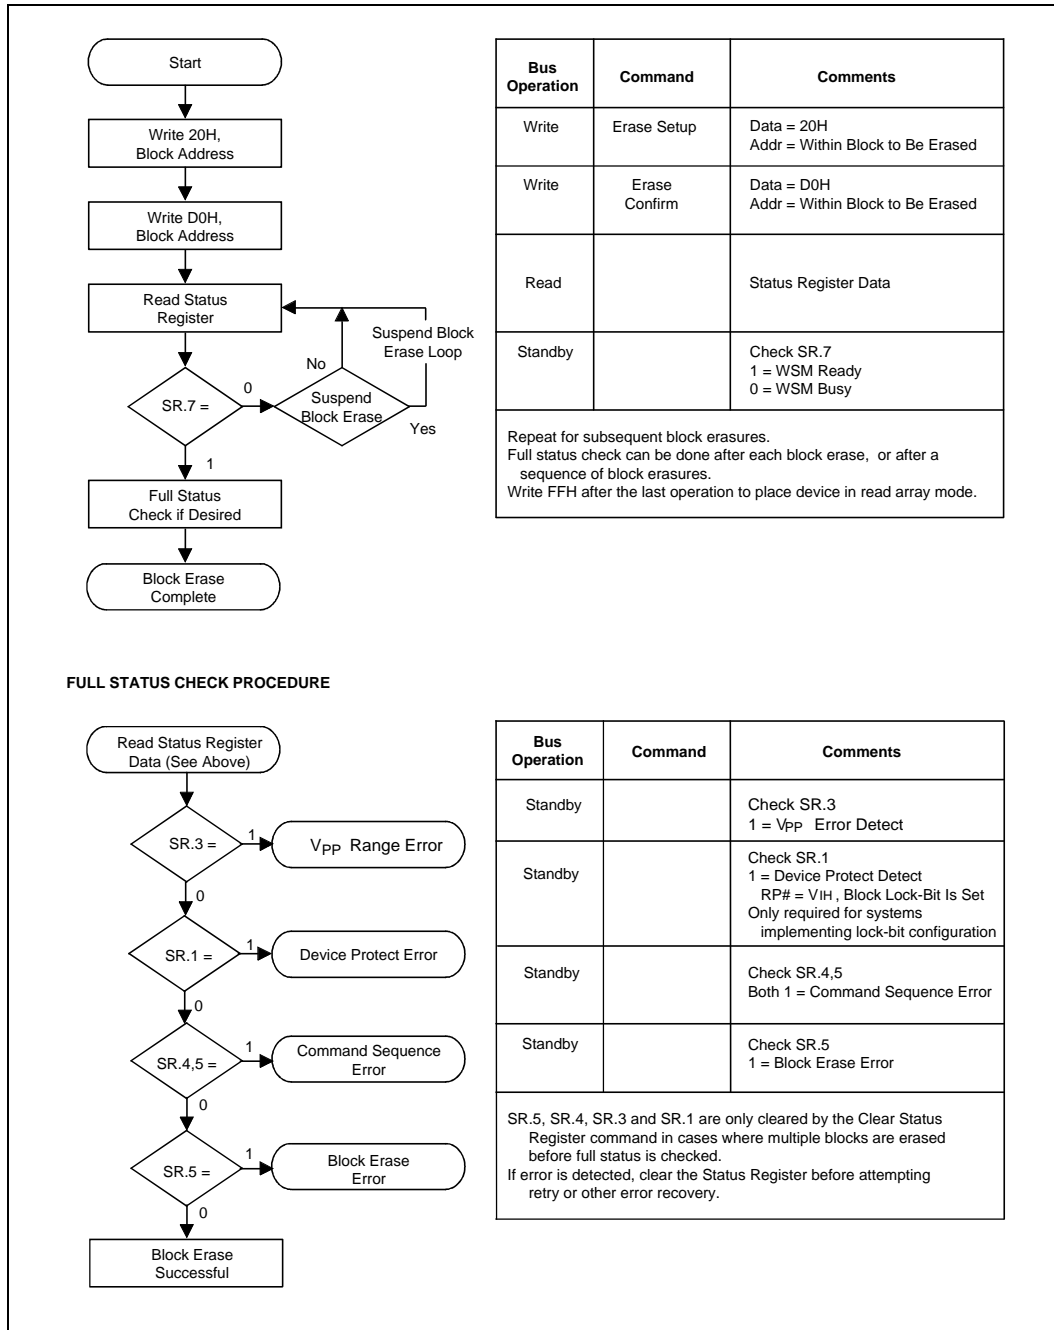 Start
Write 20H,
Block Address
Write D0H,
Block Address
Read Status
Register
Suspend Block
Erase Loop
No
0
SR.7 =
Suspend
Block Erase
Yes
1
Full Status
Check if Desired
Block Erase
Complete
Bus
Operation
Command
Comments
Write
Erase Setup
Data = 20H
Addr = Within Block to Be Erased
Write
Erase
Confirm
Data = D0H
Addr = Within Block to Be Erased
Read
Status Register Data
Standby
Check SR.7
1 = WSM Ready
0 = WSM Busy
Repeat for subsequent block erasures.
Full status check can be done after each block erase, or after a
sequence of block erasures.
Write FFH after the last operation to place device in read array mode.
FULL STATUS CHECK PROCEDURE
Read Status Register
Data (See Above)
SR.3 =
1
VPP Range Error
0
SR.1 =
1
Device Protect Error
0
SR.4,5 =
1
Command Sequence
Error
0
SR.5 =
1
Block Erase
Error
0
Block Erase
Successful
Bus
Operation
Command
Comments
Standby
Check SR.3
1 = VPP Error Detect
Standby
Check SR.1
1 = Device Protect Detect
RP# = VIH, Block Lock-Bit Is Set
Only required for systems
implementing lock-bit configuration
Standby
Check SR.4,5
Both 1 = Command Sequence Error
Standby
Check SR.5
1 = Block Erase Error
SR.5, SR.4, SR.3 and SR.1 are only cleared by the Clear Status
Register command in cases where multiple blocks are erased
before full status is checked.
If error is detected, clear the Status Register before attempting
retry or other error recovery.